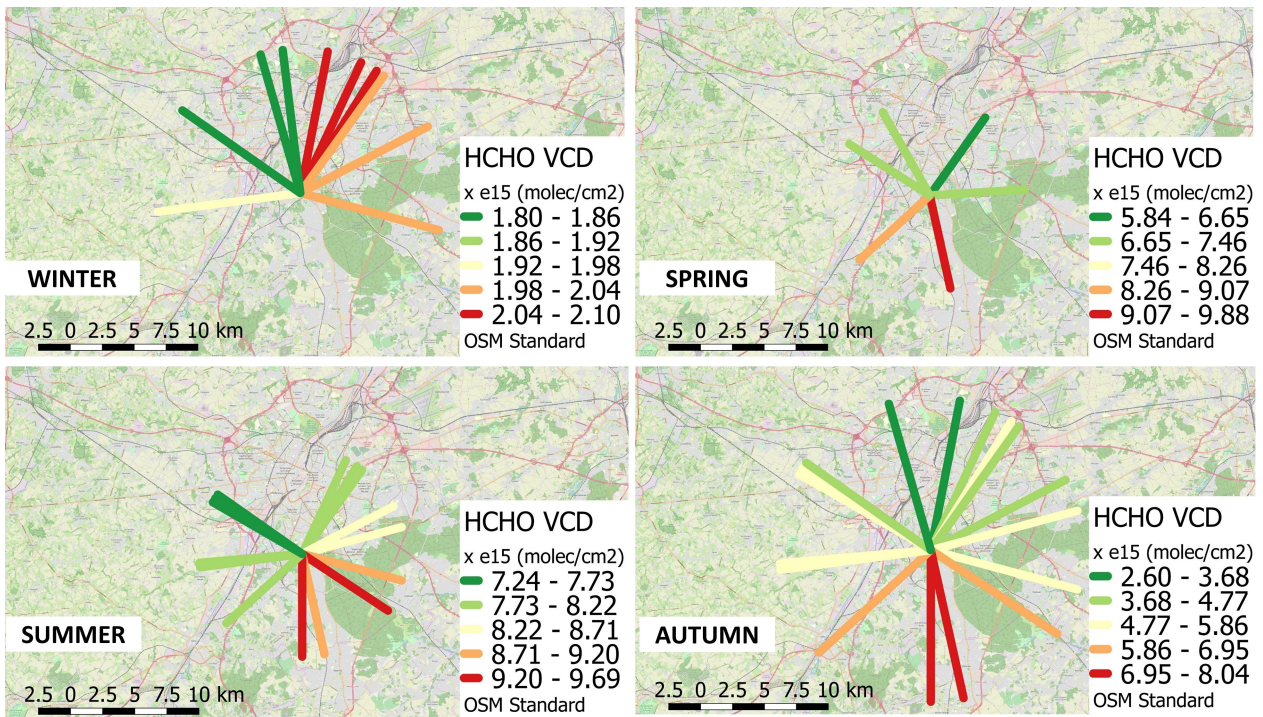 HCHO VCD
x e15 (molec/cm2)
1.80 - 1.86
1.86 - 1.92
1.92 - 1.98
1.98 - 2.04
2.04 - 2.10
OSM Standard
WINTER
2.5 0 2.5 5 7.5 10 km
HCHO VCD
x e15 (molec/cm2)
5.84 - 6.65
6.65 - 7.46
7.46 - 8.26
8.26 - 9.07
9.07 - 9.88
OSM Standard
SPRING
2.5 0 2.5 5 7.5 10 km
HCHO VCD
x e15 (molec/cm2)
7.24 - 7.73
7.73 - 8.22
8.22 - 8.71
8.71 - 9.20
9.20 - 9.69
OSM Standard
SUMMER
2.5 0 2.5 5 7.5 10 km
HCHO VCD
x e15 (molec/cm2)
2.60 - 3.68
3.68 - 4.77
4.77 - 5.86
5.86 - 6.95
6.95 - 8.04
OSM Standard
AUTUMN
2.5 0 2.5 5 7.5 10 km